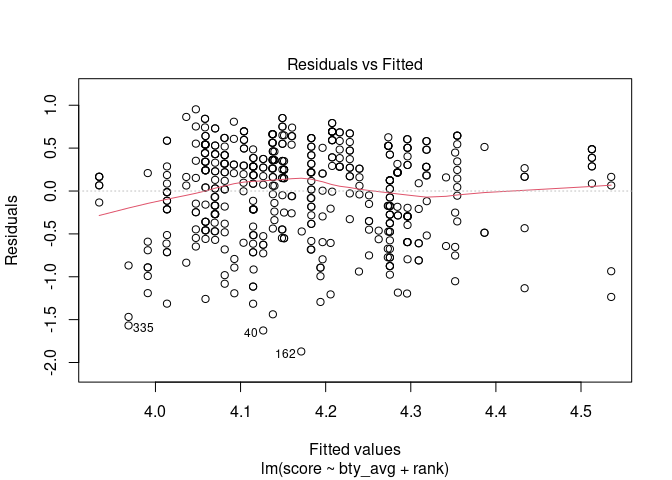 Residuals vs Fitted
Residuals
1.0
0.5
0.0
-0.5
-1.0
-1.5
-2.0
335
40
162
4.0 4.1 4.2 4.3 4.4 4.5
Fitted values
lm(score ~ bty_avg + rank)